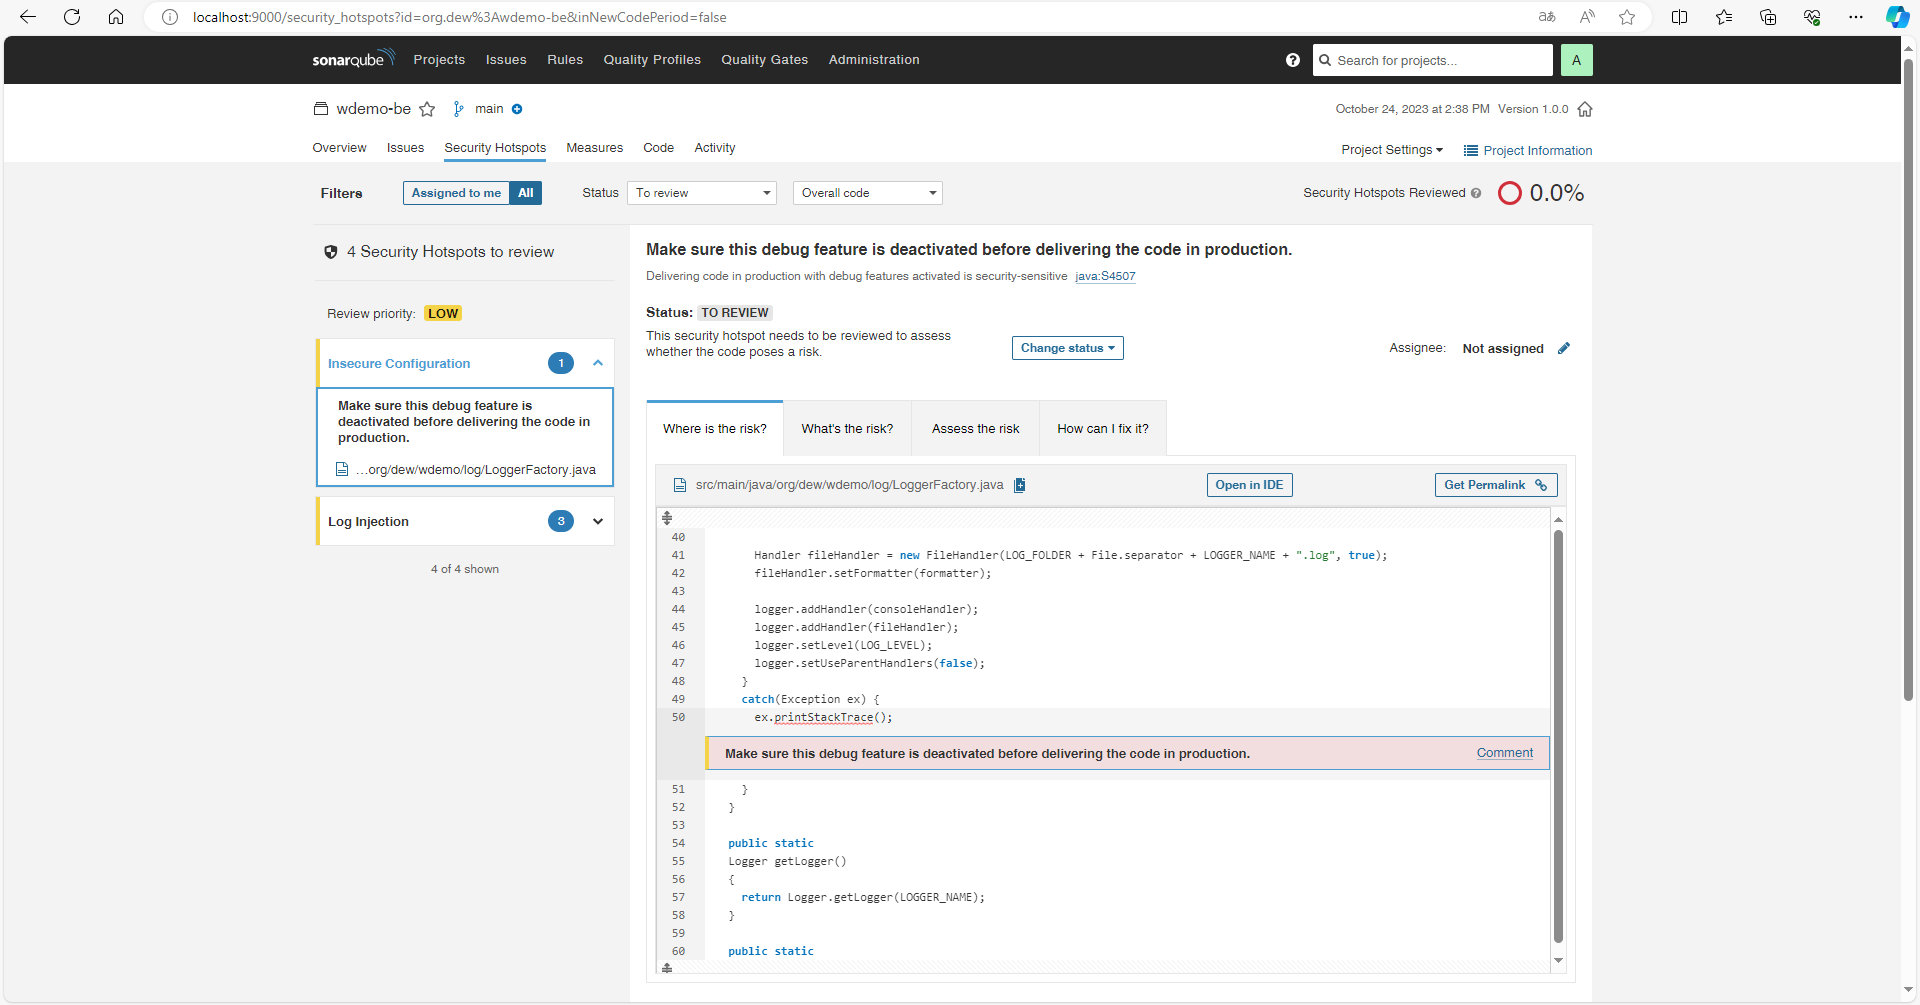 localhost:9000/security_hotspots?id=org.dew%3Awdemo-be&inNewCodePeriod=false
sonarqube Projects Issues Rules Quality Profiles Quality Gates Administration Search for projects... A
wdemo-be main October 24, 2023 at 2:38 PM Version 1.0.0
Overview Issues Security Hotspots Measures Code Activity Project Settings Project Information
Filters Assigned to me All Status To review Overall code Security Hotspots Reviewed 0.0%
4 Security Hotspots to review
Review priority: LOW
Insecure Configuration 1
Make sure this debug feature is
deactivated before delivering the code in
production.
...org/dew/wdemo/log/LoggerFactory.java
Log Injection 3
4 of 4 shown
Make sure this debug feature is deactivated before delivering the code in production.
Delivering code in production with debug features activated is security-sensitive java:S4507
Status: TO REVIEW
This security hotspot needs to be reviewed to assess
whether the code poses a risk.
Change status
Assignee: Not assigned
Where is the risk? What's the risk? Assess the risk How can I fix it?
src/main/java/org/dew/wdemo/log/LoggerFactory.java Open in IDE Get Permalink
40
41 Handler fileHandler = new FileHandler(LOG_FOLDER + File.separator + LOGGER_NAME + ".log", true);
42 fileHandler.setFormatter(formatter);
43
44 logger.addHandler(consoleHandler);
45 logger.addHandler(fileHandler);
46 logger.setLevel(LOG_LEVEL);
47 logger.setUseParentHandlers(false);
48 }
49 catch(Exception ex) {
50 ex.printStackTrace();
Make sure this debug feature is deactivated before delivering the code in production. Comment
51 }
52 }
53
54 public static
55 Logger getLogger()
56 {
57 return Logger.getLogger(LOGGER_NAME);
58 }
59
60 public static